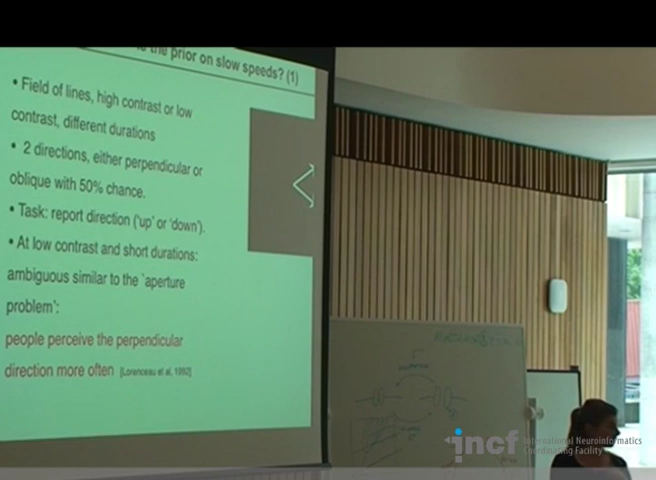 the prior on slow speeds? (1)
• Field of lines, high contrast or low
contrast, different durations
• 2 directions, either perpendicular or
oblique with 50% chance.
• Task: report direction ('up' or 'down').
• At low contrast and short durations:
ambiguous similar to the `aperture
problem':
people perceive the perpendicular
direction more often [Lorenceau et al, 1992]
incf International Neuroinformatics
Coordinating Facility